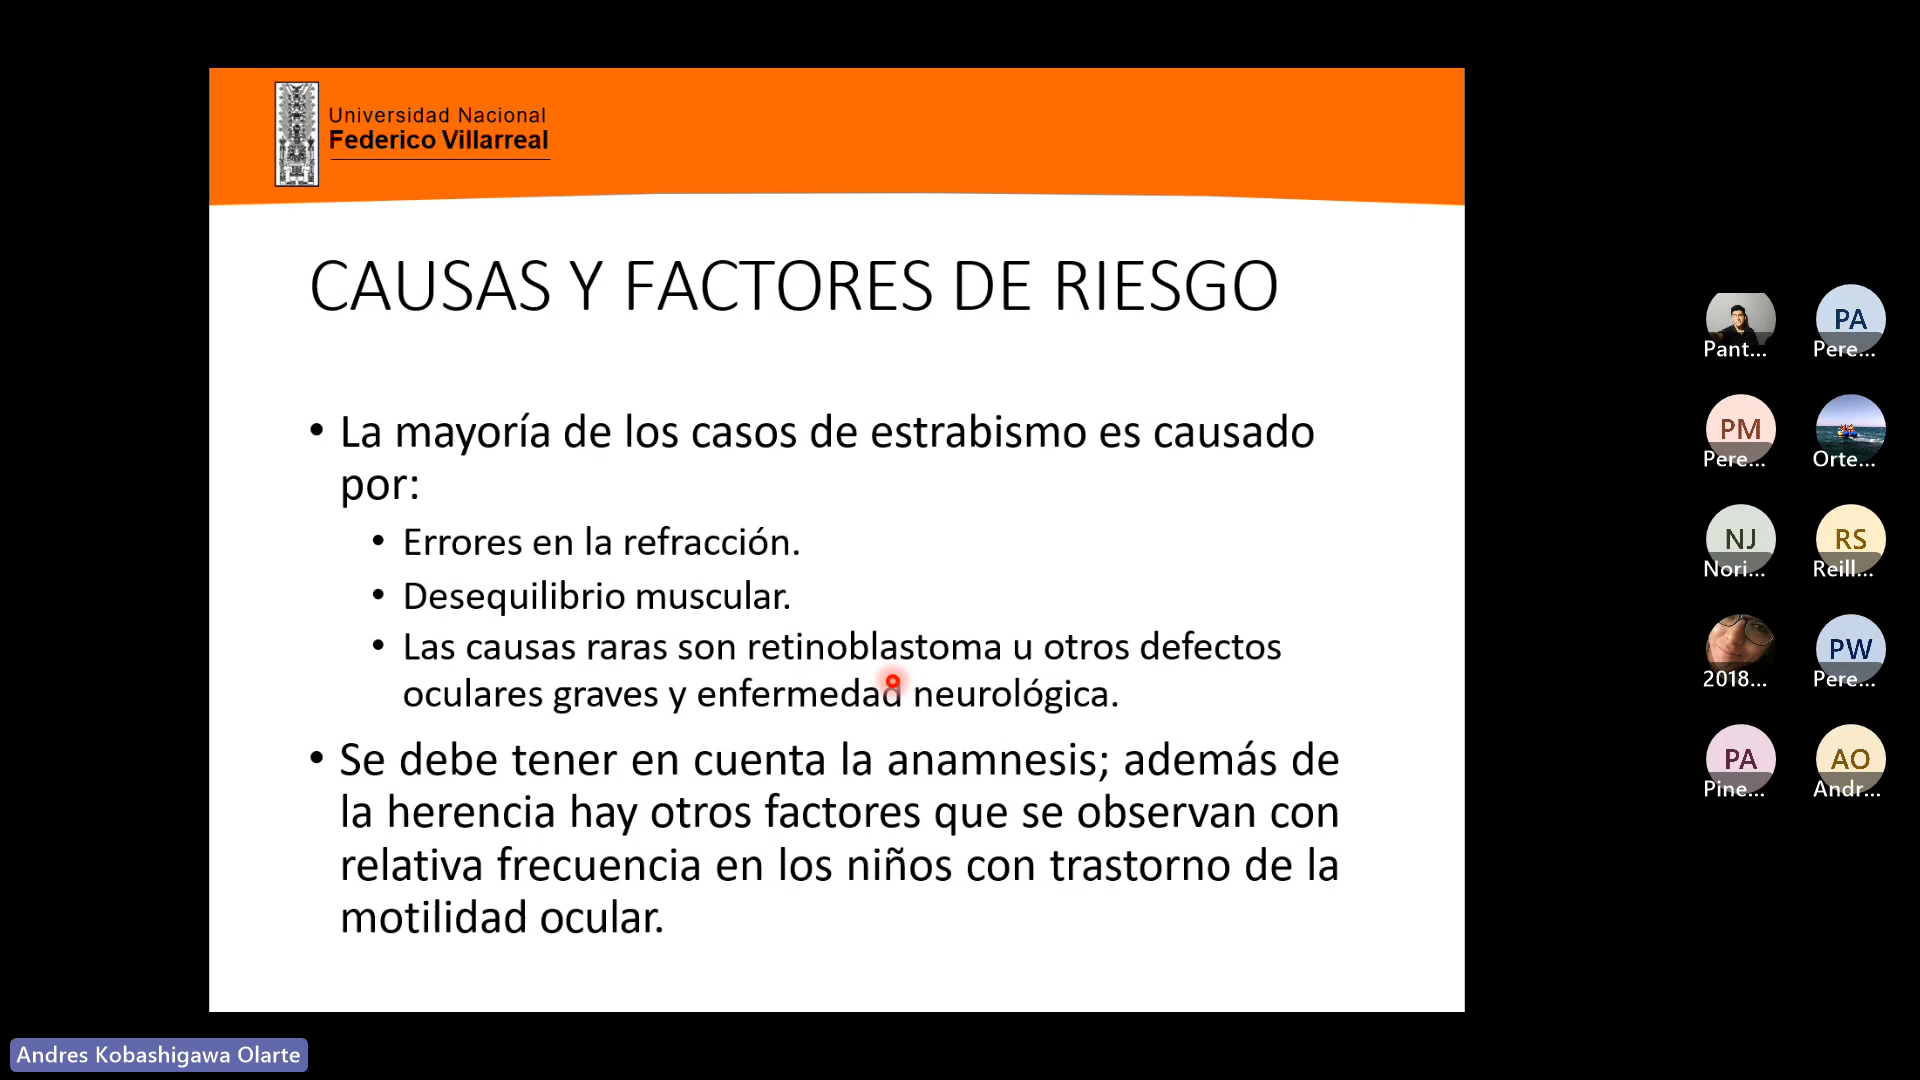 Universidad Nacional
Federico Villarreal
CAUSAS Y FACTORES DE RIESGO
• La mayoría de los casos de estrabismo es causado
por:
• Errores en la refracción.
• Desequilibrio muscular.
• Las causas raras son retinoblastoma u otros defectos
oculares graves y enfermedad neurológica.
• Se debe tener en cuenta la anamnesis; además de
la herencia hay otros factores que se observan con
relativa frecuencia en los niños con trastorno de la
motilidad ocular.
Pant...
PA
Pere...
PM
Pere...
Orte...
NJ
Nori...
RS
Reill...
2018...
PW
Pere...
PA
Pine...
AO
Andr...
Andres Kobashigawa Olarte